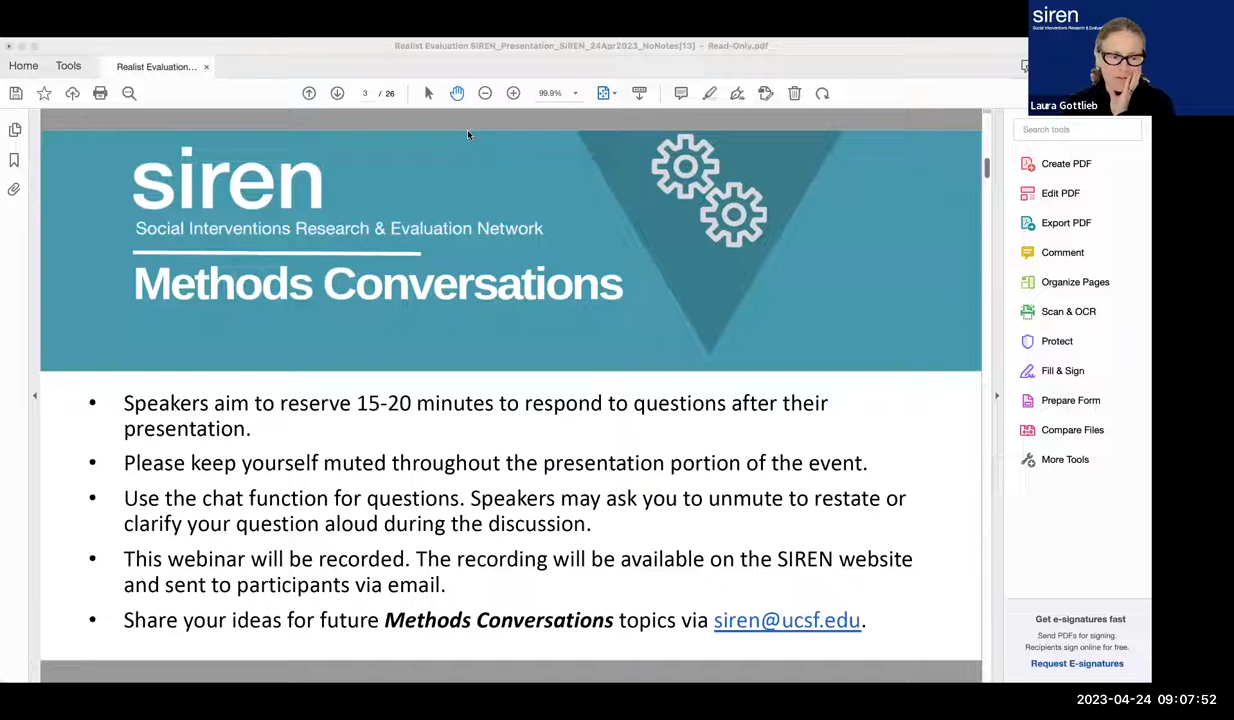 siren
Social Interventions Research & Evaluation Network
Laura Gottlieb
Realist Evaluation SIREN_Presentation_SiREN_24Apr2023_NoNotes[13] - Read-Only.pdf
Home Tools Realist Evaluation... ×
3 / 26 99.9%
Search tools
Create PDF
Edit PDF
Export PDF
Comment
Organize Pages
Scan & OCR
Protect
Fill & Sign
Prepare Form
Compare Files
More Tools
Get e-signatures fast
Send PDFs for signing.
Recipients sign online for free.
Request E-signatures
siren
Social Interventions Research & Evaluation Network
Methods Conversations
• Speakers aim to reserve 15-20 minutes to respond to questions after their
presentation.
• Please keep yourself muted throughout the presentation portion of the event.
• Use the chat function for questions. Speakers may ask you to unmute to restate or
clarify your question aloud during the discussion.
• This webinar will be recorded. The recording will be available on the SIREN website
and sent to participants via email.
• Share your ideas for future Methods Conversations topics via siren@ucsf.edu.
2023-04-24 09:07:52